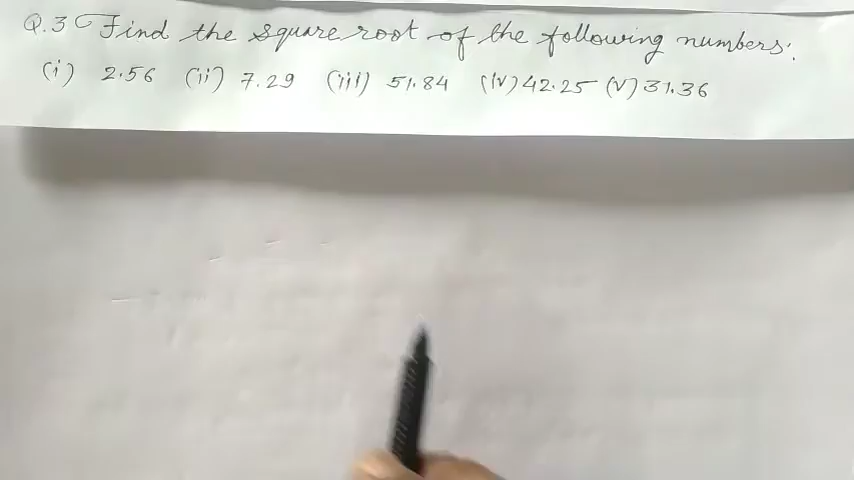 Q.3 Find the square root of the following numbers:
(i) 2.56 (ii) 7.29 (iii) 51.84 (iv) 42.25 (v) 31.36